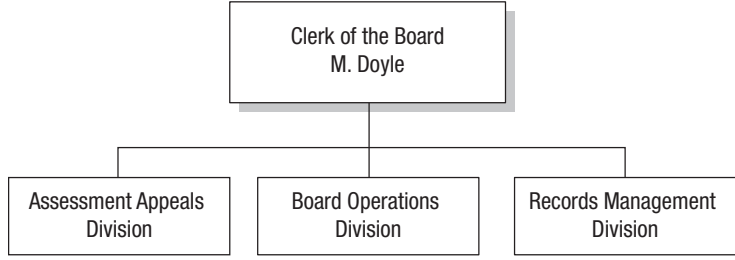 Clerk of the Board
M. Doyle
Assessment Appeals
Division
Board Operations
Division
Records Management
Division